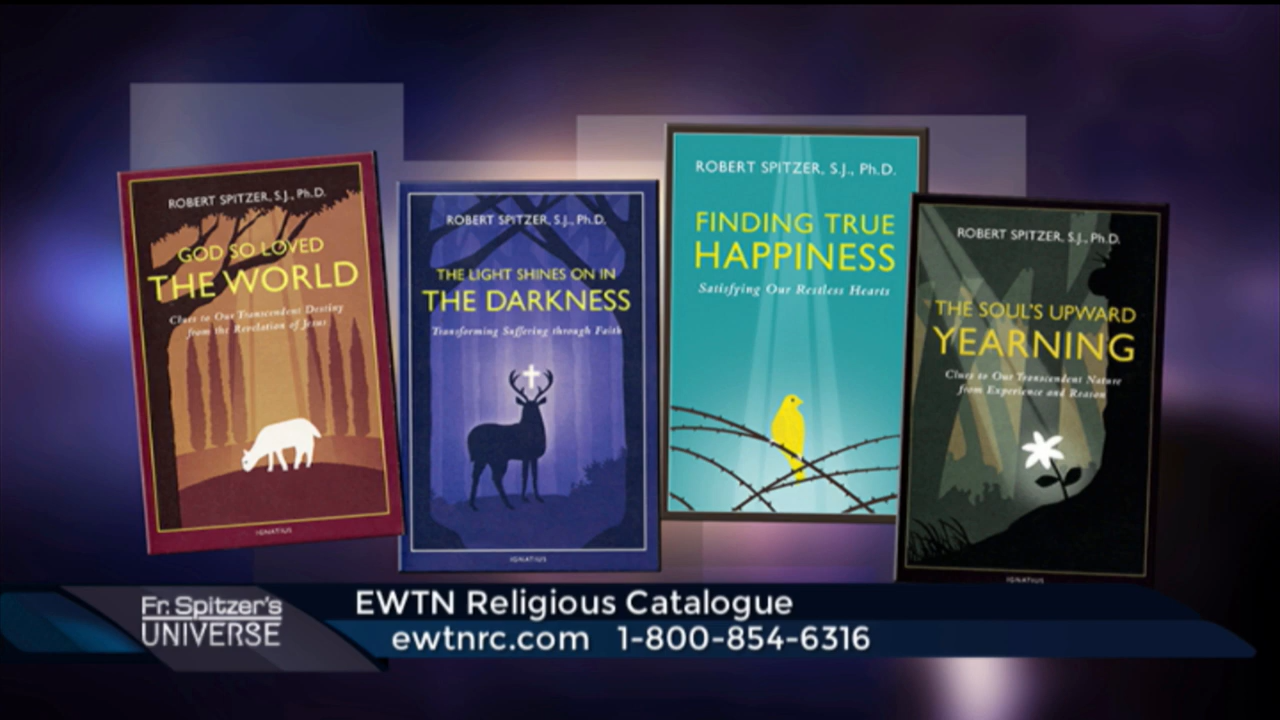 ROBERT SPITZER, S.J., Ph.D.
GOD SO LOVED
THE WORLD
Clues to Our Transcendent Destiny
from the Revelation of Jesus
IGNATIUS
ROBERT SPITZER, S.J., Ph.D.
THE LIGHT SHINES ON IN
THE DARKNESS
Transforming Suffering through Faith
IGNATIUS
ROBERT SPITZER, S.J., Ph.D.
FINDING TRUE
HAPPINESS
Satisfying Our Restless Hearts
ROBERT SPITZER, S.J., Ph.D.
THE SOUL'S UPWARD
YEARNING
Clues to Our Transcendent Nature
from Experience and Reason
IGNATIUS
Fr. Spitzer's
UNIVERSE
EWTN Religious Catalogue
ewtnrc.com 1-800-854-6316